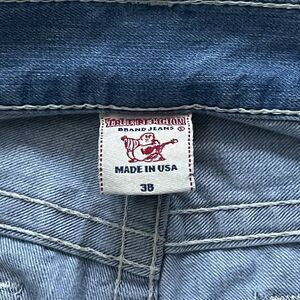 TRUE RELIGION
BRAND JEANS ®
MADE IN USA
38